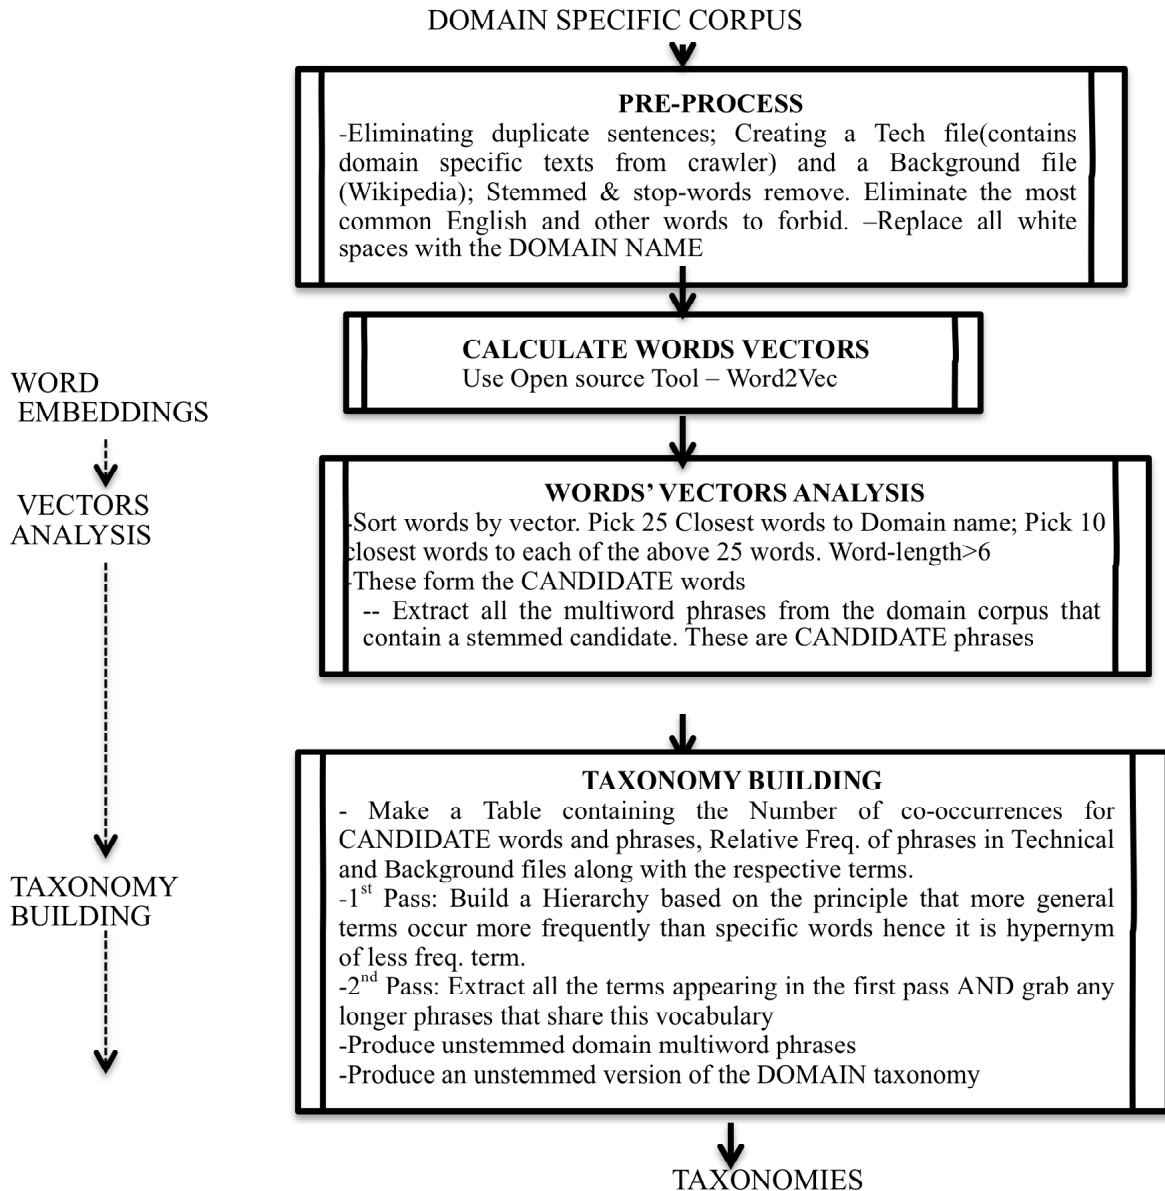 DOMAIN SPECIFIC CORPUS
PRE-PROCESS
-Eliminating duplicate sentences; Creating a Tech file(contains
domain specific texts from crawler) and a Background file
(Wikipedia); Stemmed & stop-words remove. Eliminate the most
common English and other words to forbid. –Replace all white
spaces with the DOMAIN NAME
CALCULATE WORDS VECTORS
Use Open source Tool – Word2Vec
WORD
EMBEDDINGS
VECTORS
ANALYSIS
WORDS’ VECTORS ANALYSIS
-Sort words by vector. Pick 25 Closest words to Domain name; Pick 10
closest words to each of the above 25 words. Word-length>6
-These form the CANDIDATE words
-- Extract all the multiword phrases from the domain corpus that
contain a stemmed candidate. These are CANDIDATE phrases
TAXONOMY BUILDING
- Make a Table containing the Number of co-occurrences for
CANDIDATE words and phrases, Relative Freq. of phrases in Technical
and Background files along with the respective terms.
-1st Pass: Build a Hierarchy based on the principle that more general
terms occur more frequently than specific words hence it is hypernym
of less freq. term.
-2nd Pass: Extract all the terms appearing in the first pass AND grab any
longer phrases that share this vocabulary
-Produce unstemmed domain multiword phrases
-Produce an unstemmed version of the DOMAIN taxonomy
TAXONOMY
BUILDING
TAXONOMIES